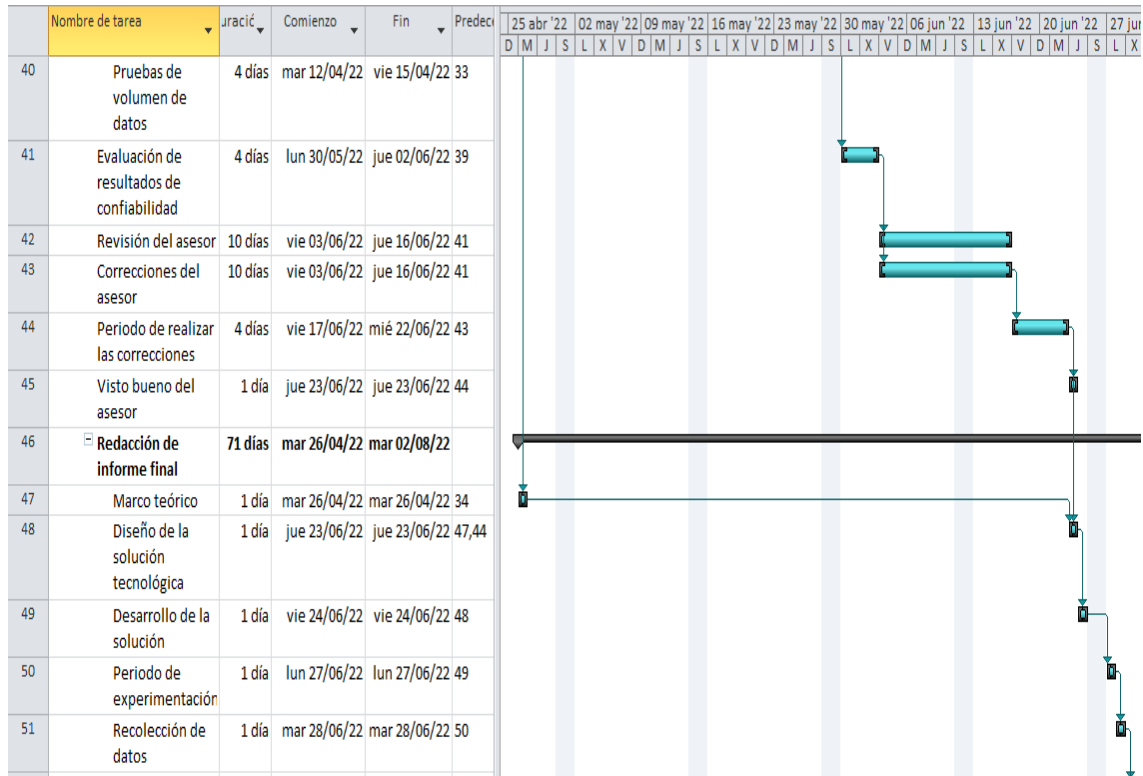 Nombre de tarea uració Comienzo Fin Predece 25 abr '22 02 may '22 09 may '22 16 may '22 23 may '22 30 may '22 06 jun '22 13 jun '22 20 jun '22 27 jun
D M J S L X V D M J S L X V D M J S L X V D M J S L X V D M J S L X
40 Pruebas de 4 días mar 12/04/22 vie 15/04/22 33
volumen de
datos
41 Evaluación de 4 días lun 30/05/22 jue 02/06/22 39
resultados de
confiabilidad
42 Revisión del asesor 10 días vie 03/06/22 jue 16/06/22 41
43 Correcciones del 10 días vie 03/06/22 jue 16/06/22 41
asesor
44 Periodo de realizar 4 días vie 17/06/22 mié 22/06/22 43
las correcciones
45 Visto bueno del 1 día jue 23/06/22 jue 23/06/22 44
asesor
46 Redacción de 71 días mar 26/04/22 mar 02/08/22
informe final
47 Marco teórico 1 día mar 26/04/22 mar 26/04/22 34
48 Diseño de la 1 día jue 23/06/22 jue 23/06/22 47,44
solución
tecnológica
49 Desarrollo de la 1 día vie 24/06/22 vie 24/06/22 48
solución
50 Periodo de 1 día lun 27/06/22 lun 27/06/22 49
experimentación
51 Recolección de 1 día mar 28/06/22 mar 28/06/22 50
datos